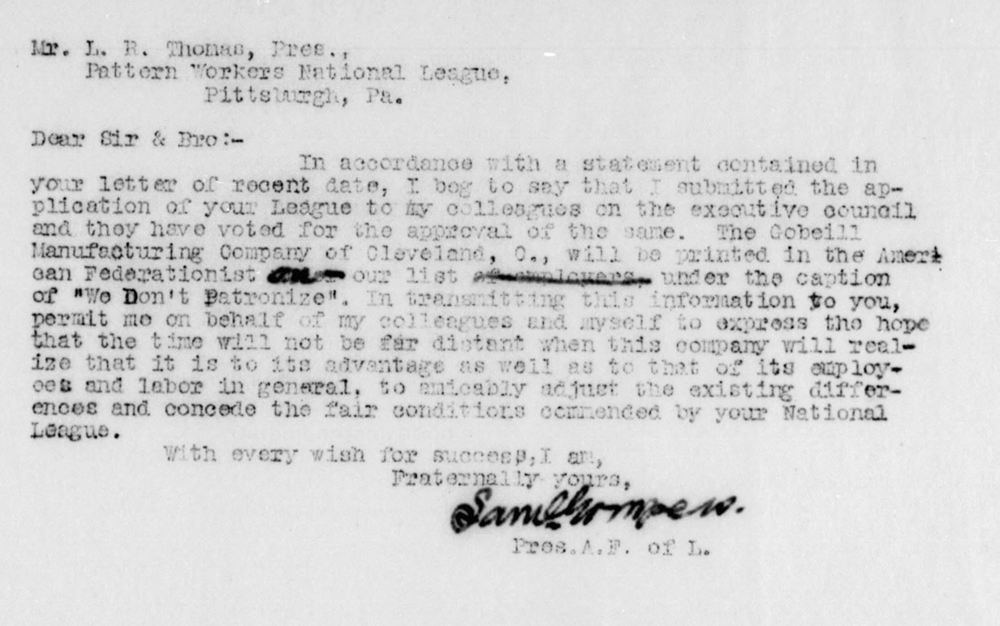 Mr. L. R. Thomas, Pres.,
Pattern Workers National League,
Pittsburgh, Pa.
Dear Sir & Bro:-
In accordance with a statement contained in
your letter of recent date, I beg to say that I submitted the ap-
plication of your League to my colleagues on the executive council
and they have voted for the approval of the same. The Gobeill
Manufacturing Company of Cleveland, O., will be printed in the Ameri
can Federationist on our list of employers, under the caption
of "We Don't Patronize". In transmitting this information to you,
permit me on behalf of my colleagues and myself to express the hope
that the time will not be far distant when this company will real-
ize that it is to its advantage as well as to that of its employ-
ees and labor in general, to amicably adjust the existing differ-
ences and concede the fair conditions commended by your National
League.
With every wish for success, I am,
Fraternally yours,
Saml Gompers.
Pres.A.F. of L.